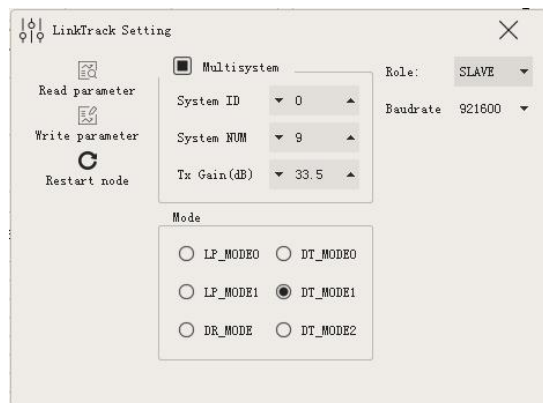 LinkTrack Setting
Read parameter
Write parameter
Restart node
Multisystem
System ID 0
System NUM 9
Tx Gain(dB) 33.5
Role: SLAVE
Baudrate 921600
Mode
LP_MODE0 DT_MODE0
LP_MODE1 DT_MODE1
DR_MODE DT_MODE2